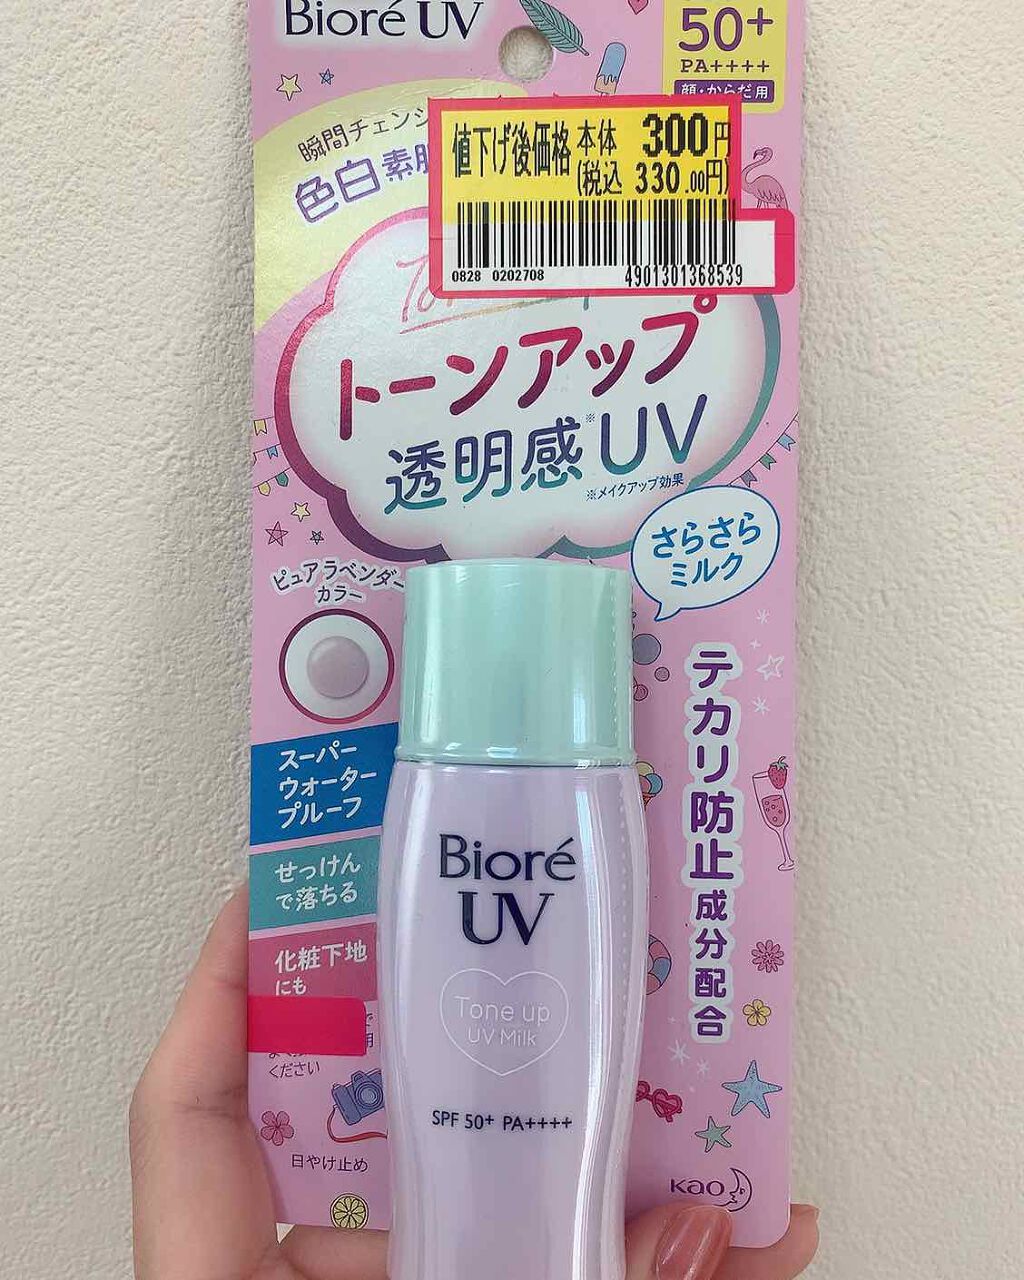 Bioré UV
50+
PA++++
顔・からだ用
瞬間チェンジ
色白素肌
値下げ後価格 本体 300円
(税込 330.00円)
0828 0202708
4901301368539
トーンアップ
透明感※UV
※メイクアップ効果
さらさら
ミルク
ピュアラベンダー
カラー
テカリ防止成分配合
スーパー
ウォーター
プルーフ
せっけん
で落ちる
化粧下地
にも
ください
日やけ止め
Bioré
UV
Tone up
UV Milk
SPF 50+ PA++++
Kao